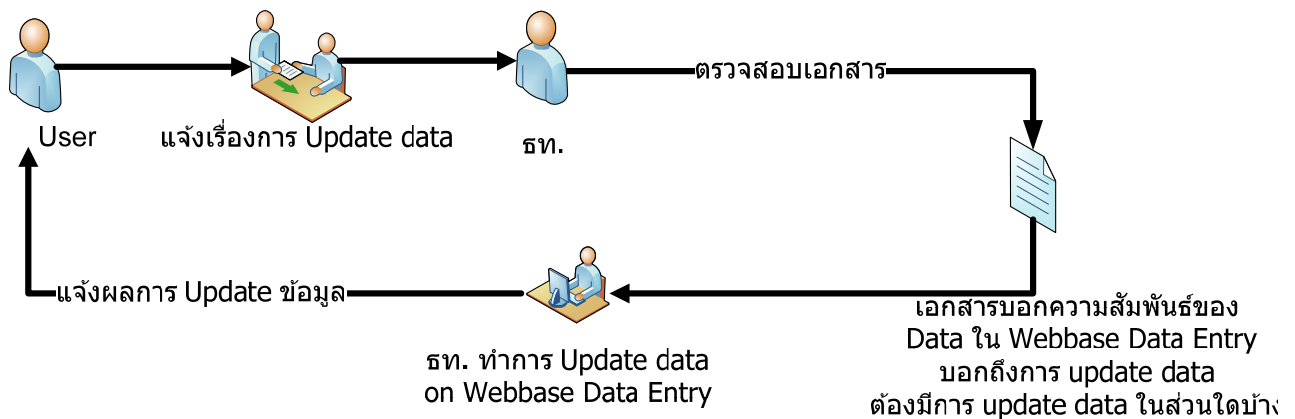 ตรวจสอบเอกสาร
User
แจ้งเรื่องการ Update data
ธท.
แจ้งผลการ Update ข้อมูล
ธท. ทำการ Update data
on Webbase Data Entry
เอกสารบอกความสัมพันธ์ของ
Data ใน Webbase Data Entry
บอกถึงการ update data
ต้องมีการ update data ในส่วนใดบ้าง